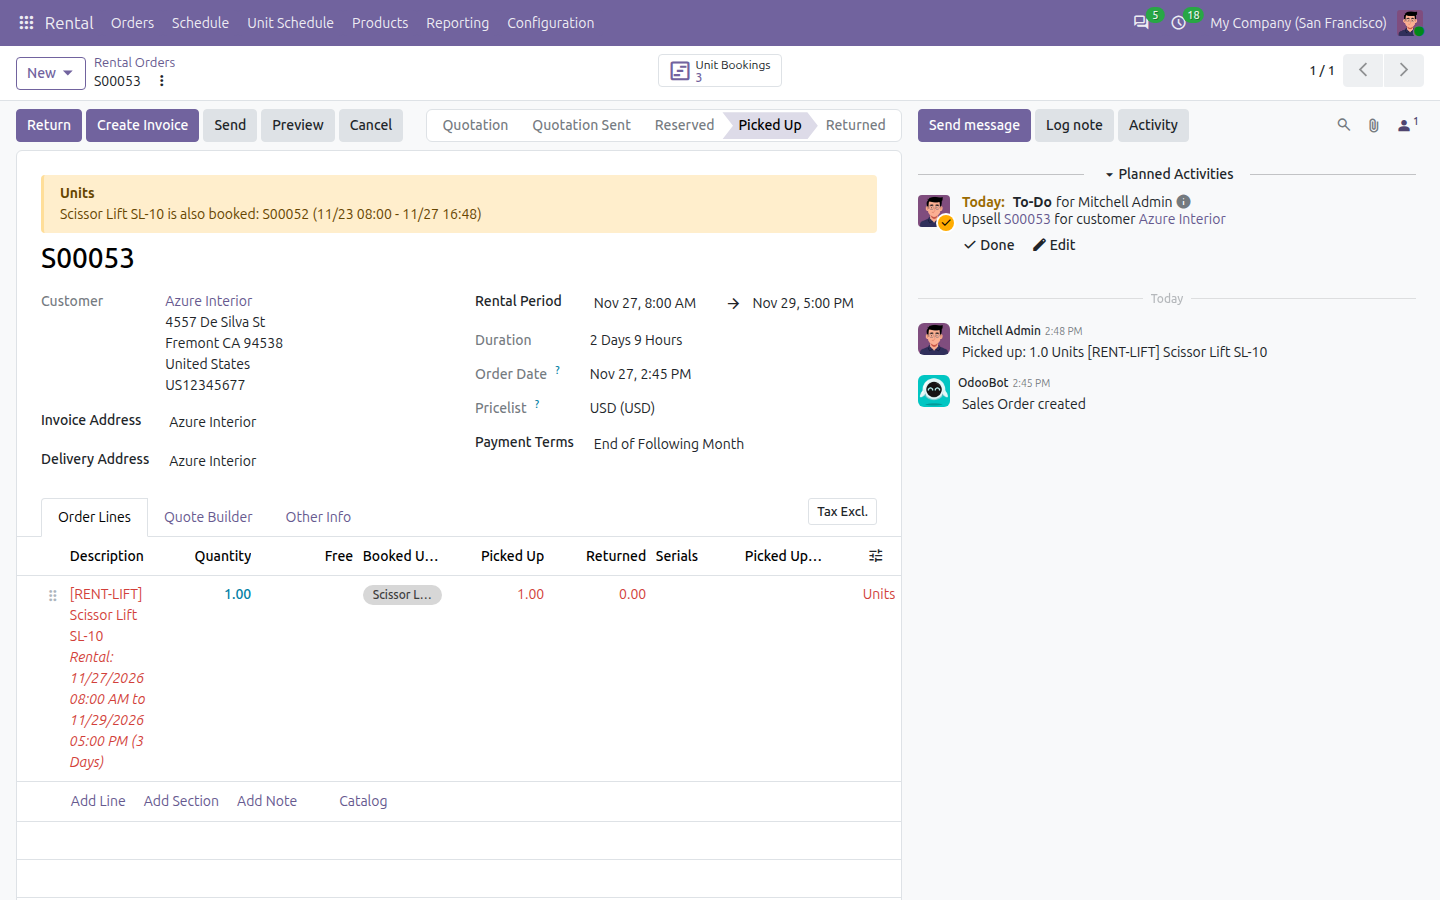 Rental
Orders
Schedule
Unit Schedule
Products
Reporting
Configuration
5
18
My Company (San Francisco)
New
Rental Orders
S00053
Unit Bookings
3
1 / 1
Return
Create Invoice
Send
Preview
Cancel
Quotation
Quotation Sent
Reserved
Picked Up
Returned
Send message
Log note
Activity
1
Units
Scissor Lift SL-10 is also booked: S00052 (11/23 08:00 - 11/27 16:48)
S00053
Customer
Azure Interior
4557 De Silva St
Fremont CA 94538
United States
US12345677
Invoice Address
Azure Interior
Delivery Address
Azure Interior
Rental Period
Nov 27, 8:00 AM → Nov 29, 5:00 PM
Duration
2 Days 9 Hours
Order Date ?
Nov 27, 2:45 PM
Pricelist ?
USD (USD)
Payment Terms
End of Following Month
Order Lines
Quote Builder
Other Info
Tax Excl.
Description
Quantity
Free
Booked U...
Picked Up
Returned
Serials
Picked Up...
[RENT-LIFT]
Scissor Lift
SL-10
Rental:
11/27/2026
08:00 AM to
11/29/2026
05:00 PM (3
Days)
1.00
Scissor L...
1.00
0.00
Units
Add Line
Add Section
Add Note
Catalog
Planned Activities
Today: To-Do for Mitchell Admin
Upsell S00053 for customer Azure Interior
Done
Edit
Today
Mitchell Admin 2:48 PM
Picked up: 1.0 Units [RENT-LIFT] Scissor Lift SL-10
OdooBot 2:45 PM
Sales Order created